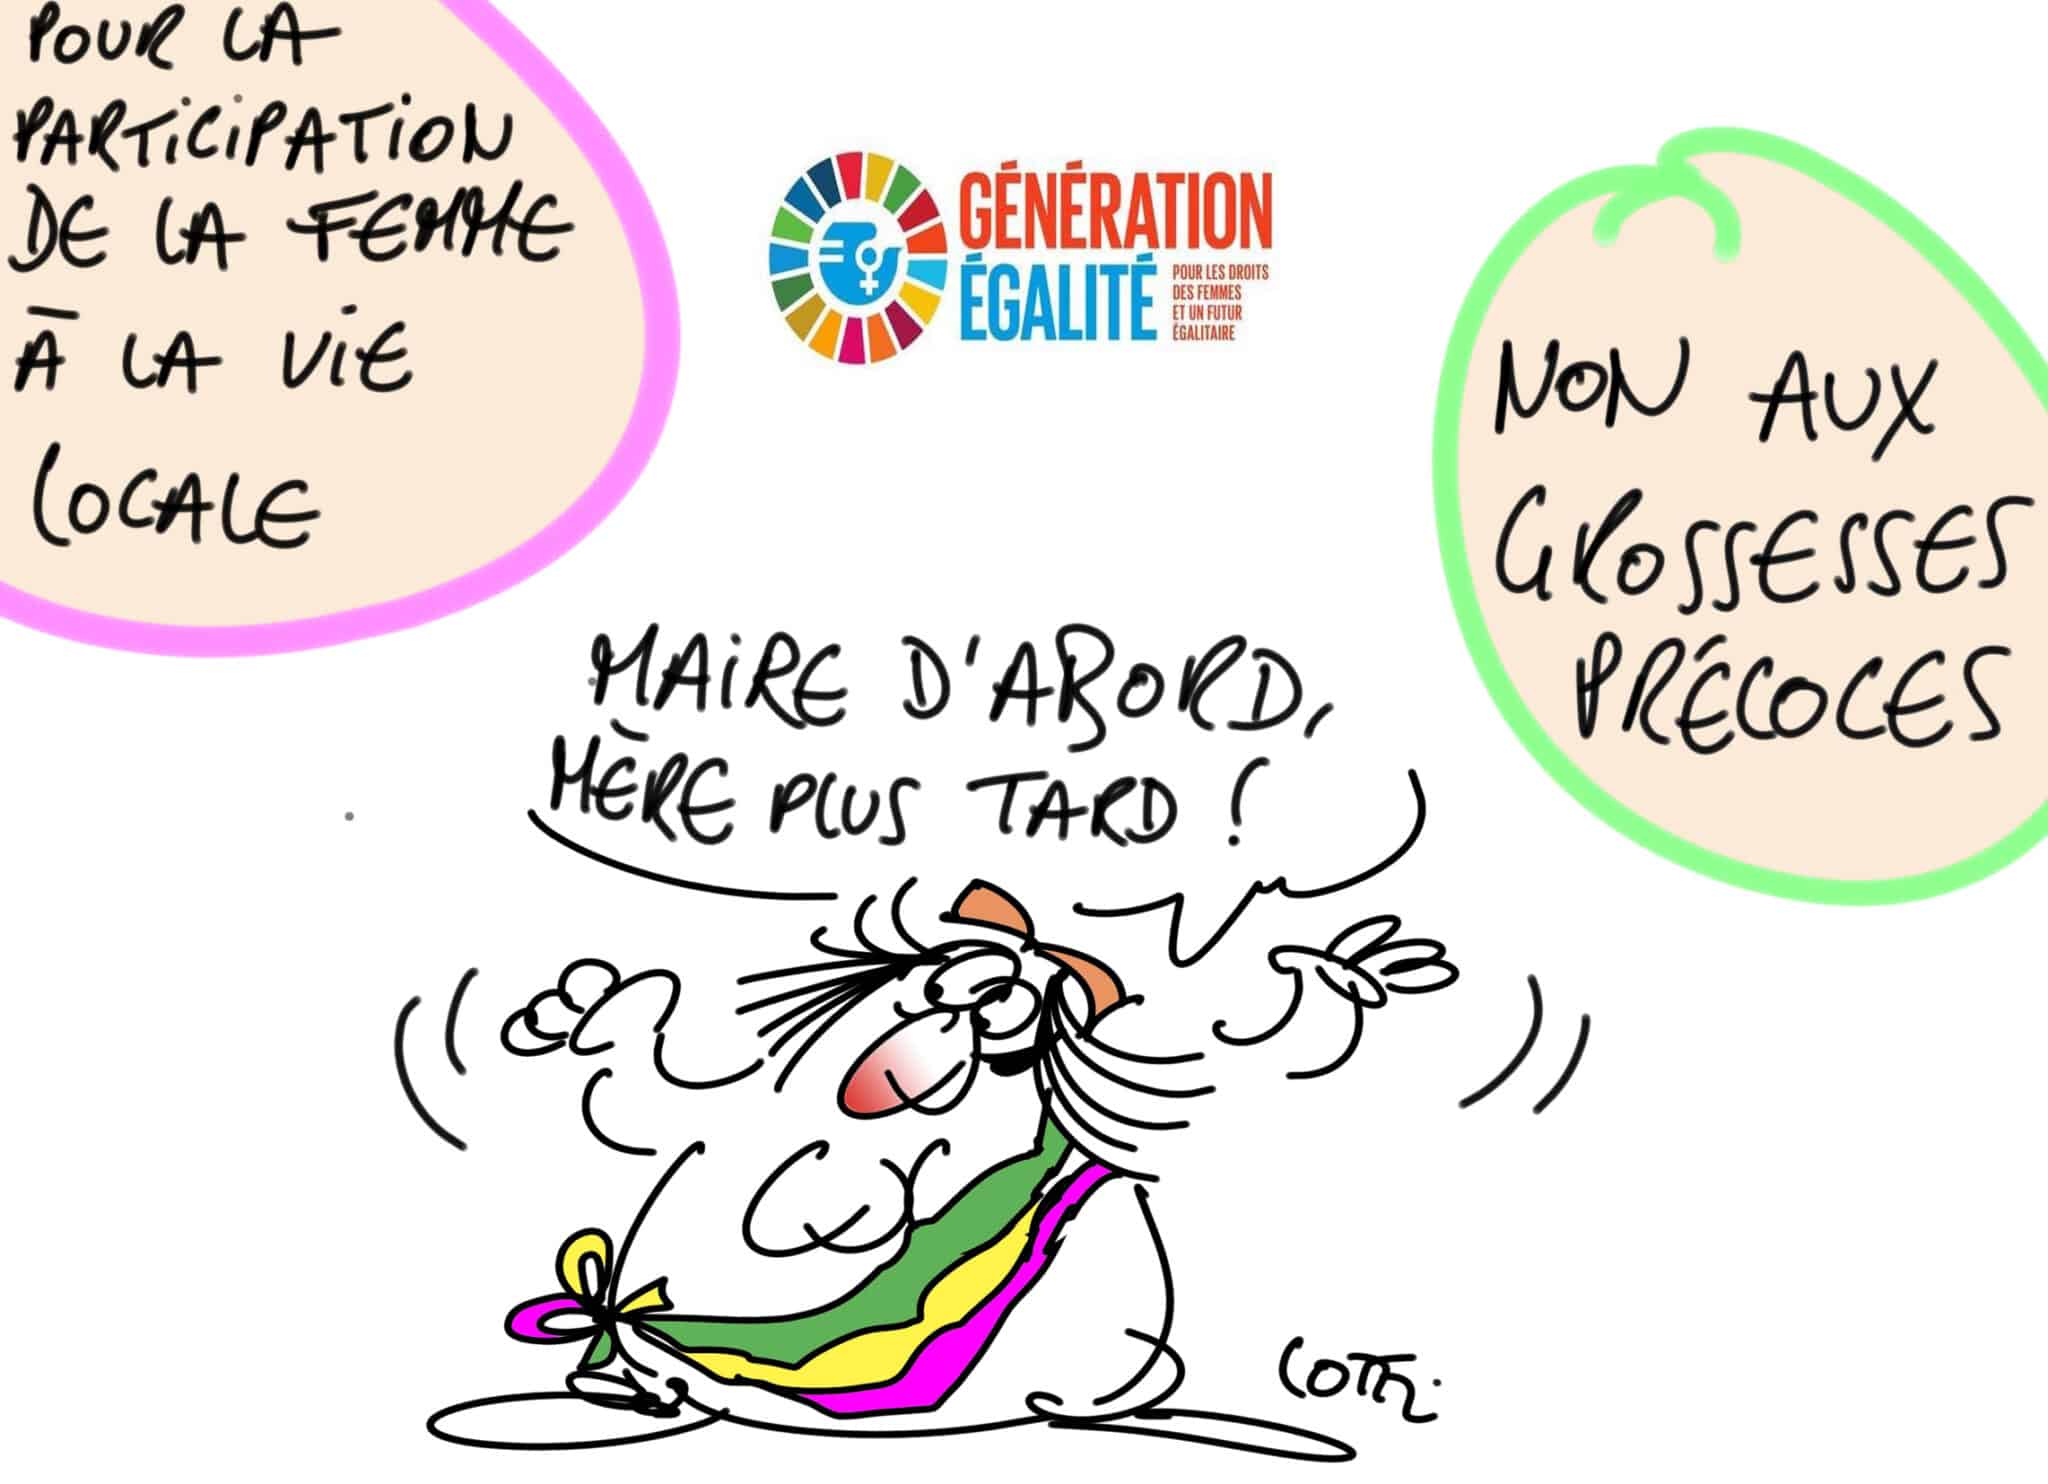 POUR LA
PARTICIPATION
DE LA FEMME
À LA VIE
LOCALE
GÉNÉRATION
ÉGALITÉ
POUR LES DROITS
DES FEMMES
ET UN FUTUR
ÉGALITAIRE
NON AUX
GROSSESSES
PRÉCOCES
MAIRE D'ABORD,
MÈRE PLUS TARD !